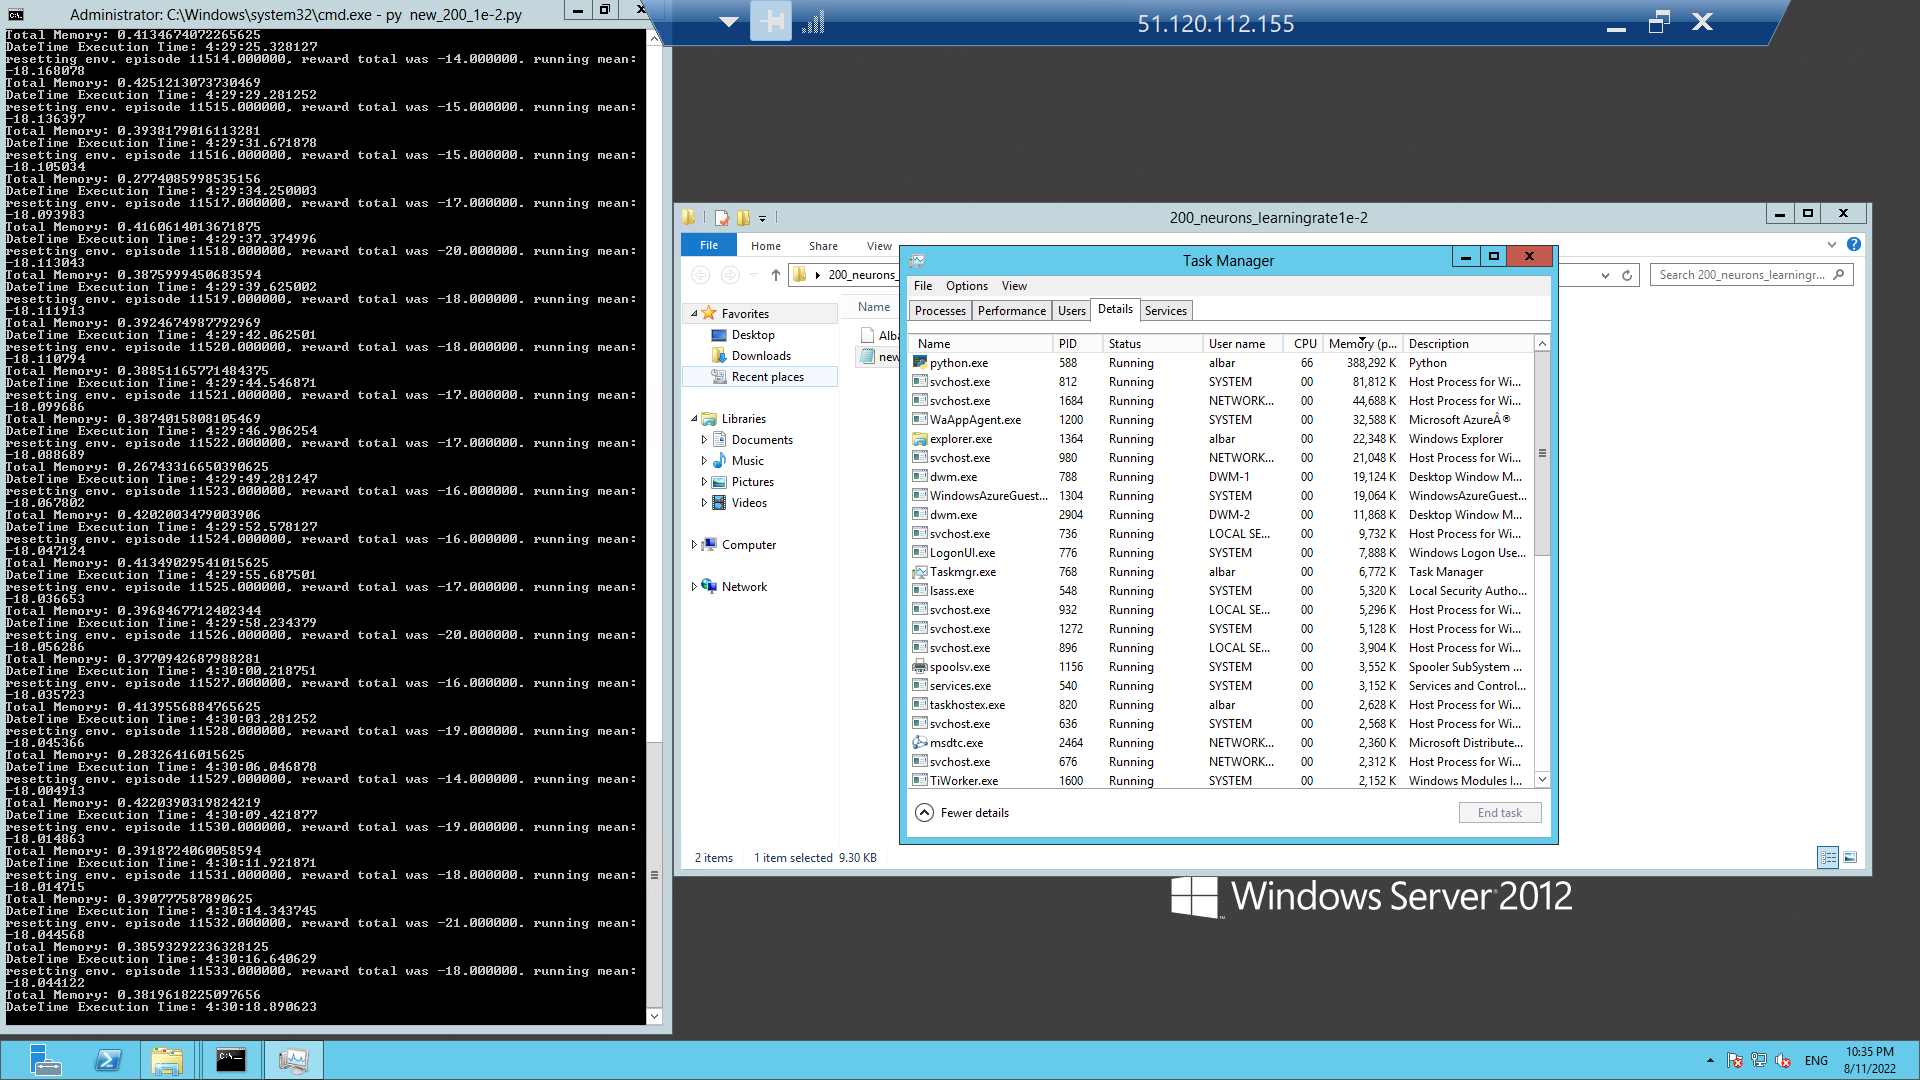 Administrator: C:\Windows\system32\cmd.exe - py new_200_1e-2.py
Total Memory: 0.4134674072265625
DateTime Execution Time: 4:29:25.328127
resetting env. episode 11514.000000, reward total was -14.000000. running mean:
-18.168078
Total Memory: 0.4251213073730469
DateTime Execution Time: 4:29:29.281252
resetting env. episode 11515.000000, reward total was -15.000000. running mean:
-18.136397
Total Memory: 0.3938179016113281
DateTime Execution Time: 4:29:31.671878
resetting env. episode 11516.000000, reward total was -15.000000. running mean:
-18.105034
Total Memory: 0.2774085998535156
DateTime Execution Time: 4:29:34.250003
resetting env. episode 11517.000000, reward total was -17.000000. running mean:
-18.093983
Total Memory: 0.4160614013671875
DateTime Execution Time: 4:29:37.374996
resetting env. episode 11518.000000, reward total was -20.000000. running mean:
-18.113043
Total Memory: 0.3875999450683594
DateTime Execution Time: 4:29:39.625002
resetting env. episode 11519.000000, reward total was -18.000000. running mean:
-18.111913
Total Memory: 0.3924674987792969
DateTime Execution Time: 4:29:42.062501
resetting env. episode 11520.000000, reward total was -18.000000. running mean:
-18.110794
Total Memory: 0.388511657714844375
DateTime Execution Time: 4:29:44.546871
resetting env. episode 11521.000000, reward total was -17.000000. running mean:
-18.099686
Total Memory: 0.3874015808105469
DateTime Execution Time: 4:29:46.906254
resetting env. episode 11522.000000, reward total was -17.000000. running mean:
-18.088689
Total Memory: 0.26743316650390625
DateTime Execution Time: 4:29:49.281247
resetting env. episode 11523.000000, reward total was -16.000000. running mean:
-18.067802
Total Memory: 0.4202003479003906
DateTime Execution Time: 4:29:52.578127
resetting env. episode 11524.000000, reward total was -16.000000. running mean:
-18.047124
Total Memory: 0.41349029541015625
DateTime Execution Time: 4:29:55.687501
resetting env. episode 11525.000000, reward total was -17.000000. running mean:
-18.036653
Total Memory: 0.3968467712402344
DateTime Execution Time: 4:29:58.234379
resetting env. episode 11526.000000, reward total was -20.000000. running mean:
-18.056286
Total Memory: 0.3770942687988281
DateTime Execution Time: 4:30:00.218751
resetting env. episode 11527.000000, reward total was -16.000000. running mean:
-18.035723
Total Memory: 0.4139556884765625
DateTime Execution Time: 4:30:03.281252
resetting env. episode 11528.000000, reward total was -19.000000. running mean:
-18.045366
Total Memory: 0.28326416015625
DateTime Execution Time: 4:30:06.046878
resetting env. episode 11529.000000, reward total was -14.000000. running mean:
-18.004913
Total Memory: 0.4220390319824219
DateTime Execution Time: 4:30:09.421877
resetting env. episode 11530.000000, reward total was -19.000000. running mean:
-18.014863
Total Memory: 0.3918724060058594
DateTime Execution Time: 4:30:11.921871
resetting env. episode 11531.000000, reward total was -18.000000. running mean:
-18.014715
Total Memory: 0.390777587890625
DateTime Execution Time: 4:30:14.343745
resetting env. episode 11532.000000, reward total was -21.000000. running mean:
-18.044568
Total Memory: 0.38593292236328125
DateTime Execution Time: 4:30:16.640629
resetting env. episode 11533.000000, reward total was -18.000000. running mean:
-18.044122
Total Memory: 0.3819618225097656
DateTime Execution Time: 4:30:18.890623
51.120.112.155
200_neurons_learningrate1e-2
File Home Share View
200_neurons_
Search 200_neurons_learningr...
Name
Alba
new
Favorites
Desktop
Downloads
Recent places
Libraries
Documents
Music
Pictures
Videos
Computer
Network
2 items 1 item selected 9.30 KB
Task Manager
File Options View
Processes Performance Users Details Services
Name PID Status User name CPU Memory (p... Description
python.exe 588 Running albar 66 388,292 K Python
svchost.exe 812 Running SYSTEM 00 81,812 K Host Process for Wi...
svchost.exe 1684 Running NETWORK... 00 44,688 K Host Process for Wi...
WaAppAgent.exe 1200 Running SYSTEM 00 32,588 K Microsoft AzureÂ®
explorer.exe 1364 Running albar 00 22,348 K Windows Explorer
svchost.exe 980 Running NETWORK... 00 21,048 K Host Process for Wi...
dwm.exe 788 Running DWM-1 00 19,124 K Desktop Window M...
WindowsAzureGuest... 1304 Running SYSTEM 00 19,064 K WindowsAzureGuest...
dwm.exe 2904 Running DWM-2 00 11,868 K Desktop Window M...
svchost.exe 736 Running LOCAL SE... 00 9,732 K Host Process for Wi...
LogonUI.exe 776 Running SYSTEM 00 7,888 K Windows Logon Use...
Taskmgr.exe 768 Running albar 00 6,772 K Task Manager
lsass.exe 548 Running SYSTEM 00 5,320 K Local Security Autho...
svchost.exe 932 Running LOCAL SE... 00 5,296 K Host Process for Wi...
svchost.exe 1272 Running SYSTEM 00 5,128 K Host Process for Wi...
svchost.exe 896 Running LOCAL SE... 00 3,904 K Host Process for Wi...
spoolsv.exe 1156 Running SYSTEM 00 3,552 K Spooler SubSystem ...
services.exe 540 Running SYSTEM 00 3,152 K Services and Control...
taskhostex.exe 820 Running albar 00 2,628 K Host Process for Wi...
svchost.exe 636 Running SYSTEM 00 2,568 K Host Process for Wi...
msdtc.exe 2464 Running NETWORK... 00 2,360 K Microsoft Distribute...
svchost.exe 676 Running NETWORK... 00 2,312 K Host Process for Wi...
TiWorker.exe 1600 Running SYSTEM 00 2,152 K Windows Modules I...
Fewer details
End task
Windows Server 2012
ENG
10:35 PM
8/11/2022